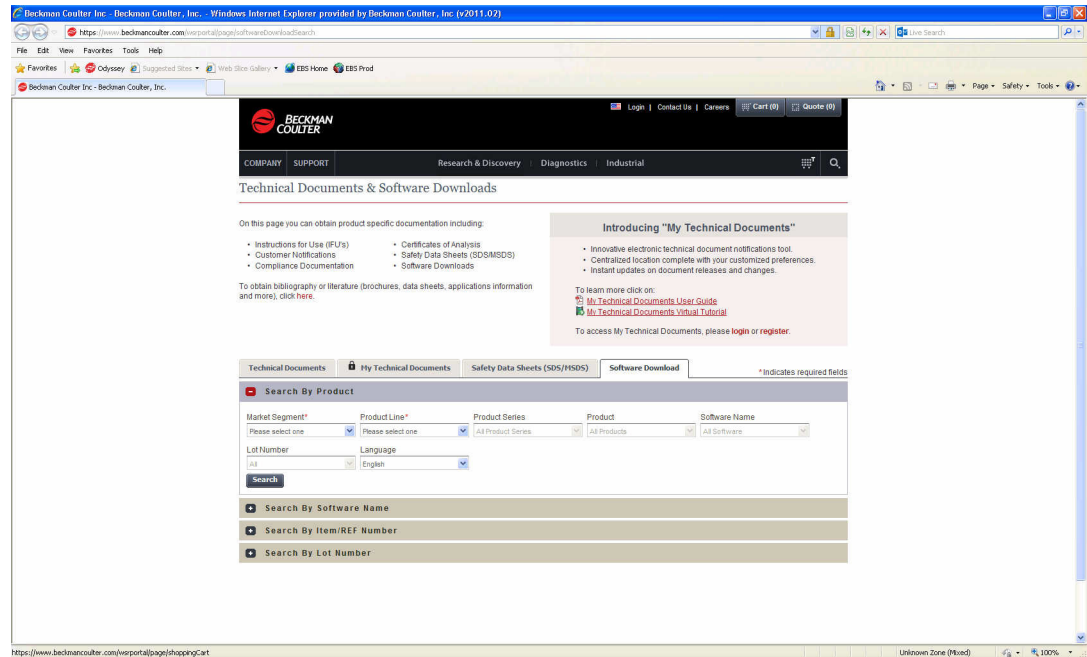 Beckman Coulter Inc - Beckman Coulter, Inc. - Windows Internet Explorer provided by Beckman Coulter, Inc (v2011.02)
https://www.beckmancoulter.com/wsrportal/page/softwareDownloadSearch
Live Search
File Edit View Favorites Tools Help
Favorites Odyssey Suggested Sites Web Slice Gallery EBS Home EBS Prod
Beckman Coulter Inc - Beckman Coulter, Inc.
Page Safety Tools
Login | Contact Us | Careers Cart (0) Quote (0)
BECKMAN
COULTER
COMPANY SUPPORT Research & Discovery Diagnostics Industrial
Technical Documents & Software Downloads
On this page you can obtain product specific documentation including:
• Instructions for Use (IFU's) • Certificates of Analysis
• Customer Notifications • Safety Data Sheets (SDS/MSDS)
• Compliance Documentation • Software Downloads
To obtain bibliography or literature (brochures, data sheets, applications information
and more), click here.
Introducing "My Technical Documents"
• Innovative electronic technical document notifications tool.
• Centralized location complete with your customized preferences.
• Instant updates on document releases and changes.
To learn more click on:
My Technical Documents User Guide
My Technical Documents Virtual Tutorial
To access My Technical Documents, please login or register.
Technical Documents My Technical Documents Safety Data Sheets (SDS/MSDS) Software Download *Indicates required fields
Search By Product
Market Segment* Product Line* Product Series Product Software Name
Please select one Please select one All Product Series All Products All Software
Lot Number Language
All English
Search
Search By Software Name
Search By Item/REF Number
Search By Lot Number
https://www.beckmancoulter.com/wsrportal/page/shoppingCart Unknown Zone (Mixed) 100%